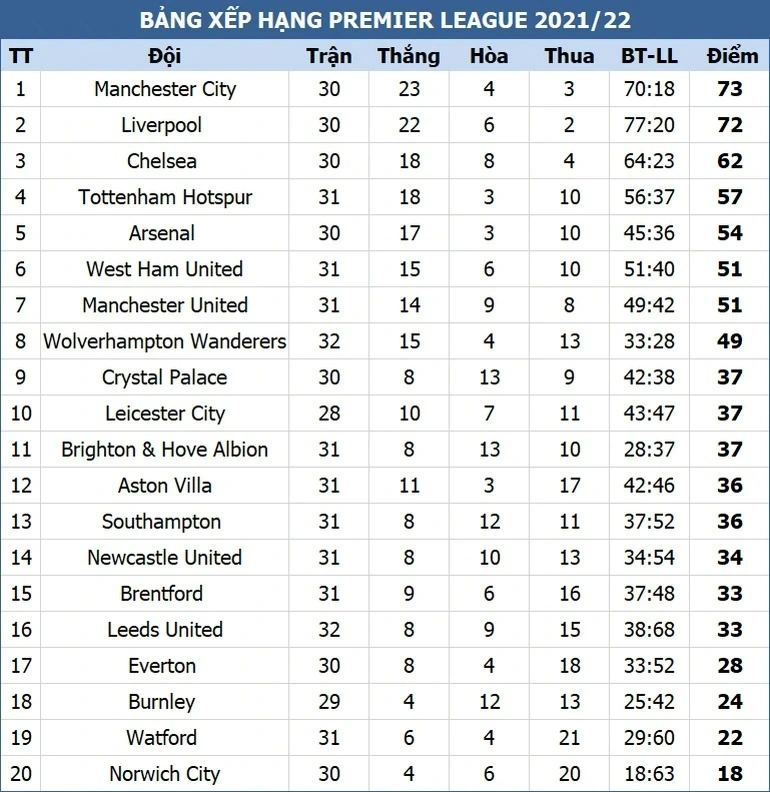 BẢNG XẾP HẠNG PREMIER LEAGUE 2021/22
TT Đội Trận Thắng Hòa Thua BT-LL Điểm
1 Manchester City 30 23 4 3 70:18 73
2 Liverpool 30 22 6 2 77:20 72
3 Chelsea 30 18 8 4 64:23 62
4 Tottenham Hotspur 31 18 3 10 56:37 57
5 Arsenal 30 17 3 10 45:36 54
6 West Ham United 31 15 6 10 51:40 51
7 Manchester United 31 14 9 8 49:42 51
8 Wolverhampton Wanderers 32 15 4 13 33:28 49
9 Crystal Palace 30 8 13 9 42:38 37
10 Leicester City 28 10 7 11 43:47 37
11 Brighton & Hove Albion 31 8 13 10 28:37 37
12 Aston Villa 31 11 3 17 42:46 36
13 Southampton 31 8 12 11 37:52 36
14 Newcastle United 31 8 10 13 34:54 34
15 Brentford 31 9 6 16 37:48 33
16 Leeds United 32 8 9 15 38:68 33
17 Everton 30 8 4 18 33:52 28
18 Burnley 29 4 12 13 25:42 24
19 Watford 31 6 4 21 29:60 22
20 Norwich City 30 4 6 20 18:63 18